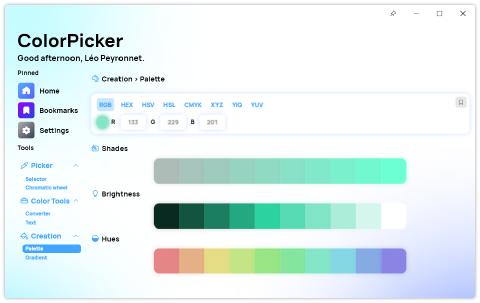 ColorPicker
Good afternoon, Léo Peyronnet.
Pinned
Home
Bookmarks
Settings
Tools
Picker
Selector
Chromatic wheel
Color Tools
Converter
Text
Creation
Palette
Gradient
Creation > Palette
RGB HEX HSV HSL CMYK XYZ YIQ YUV
R 133 G 229 B 201
Shades
Brightness
Hues